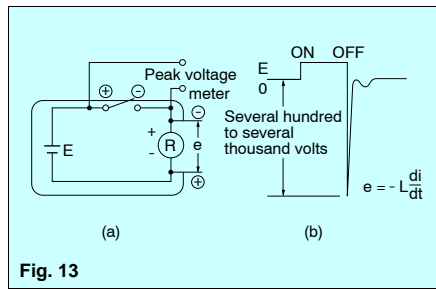 Peak voltage
meter
⊕ ⊖
E
+
-
R
e
⊖
⊕
(a)
ON OFF
E
0
Several hundred
to several
thousand volts
e = - L di/dt
(b)
Fig. 13